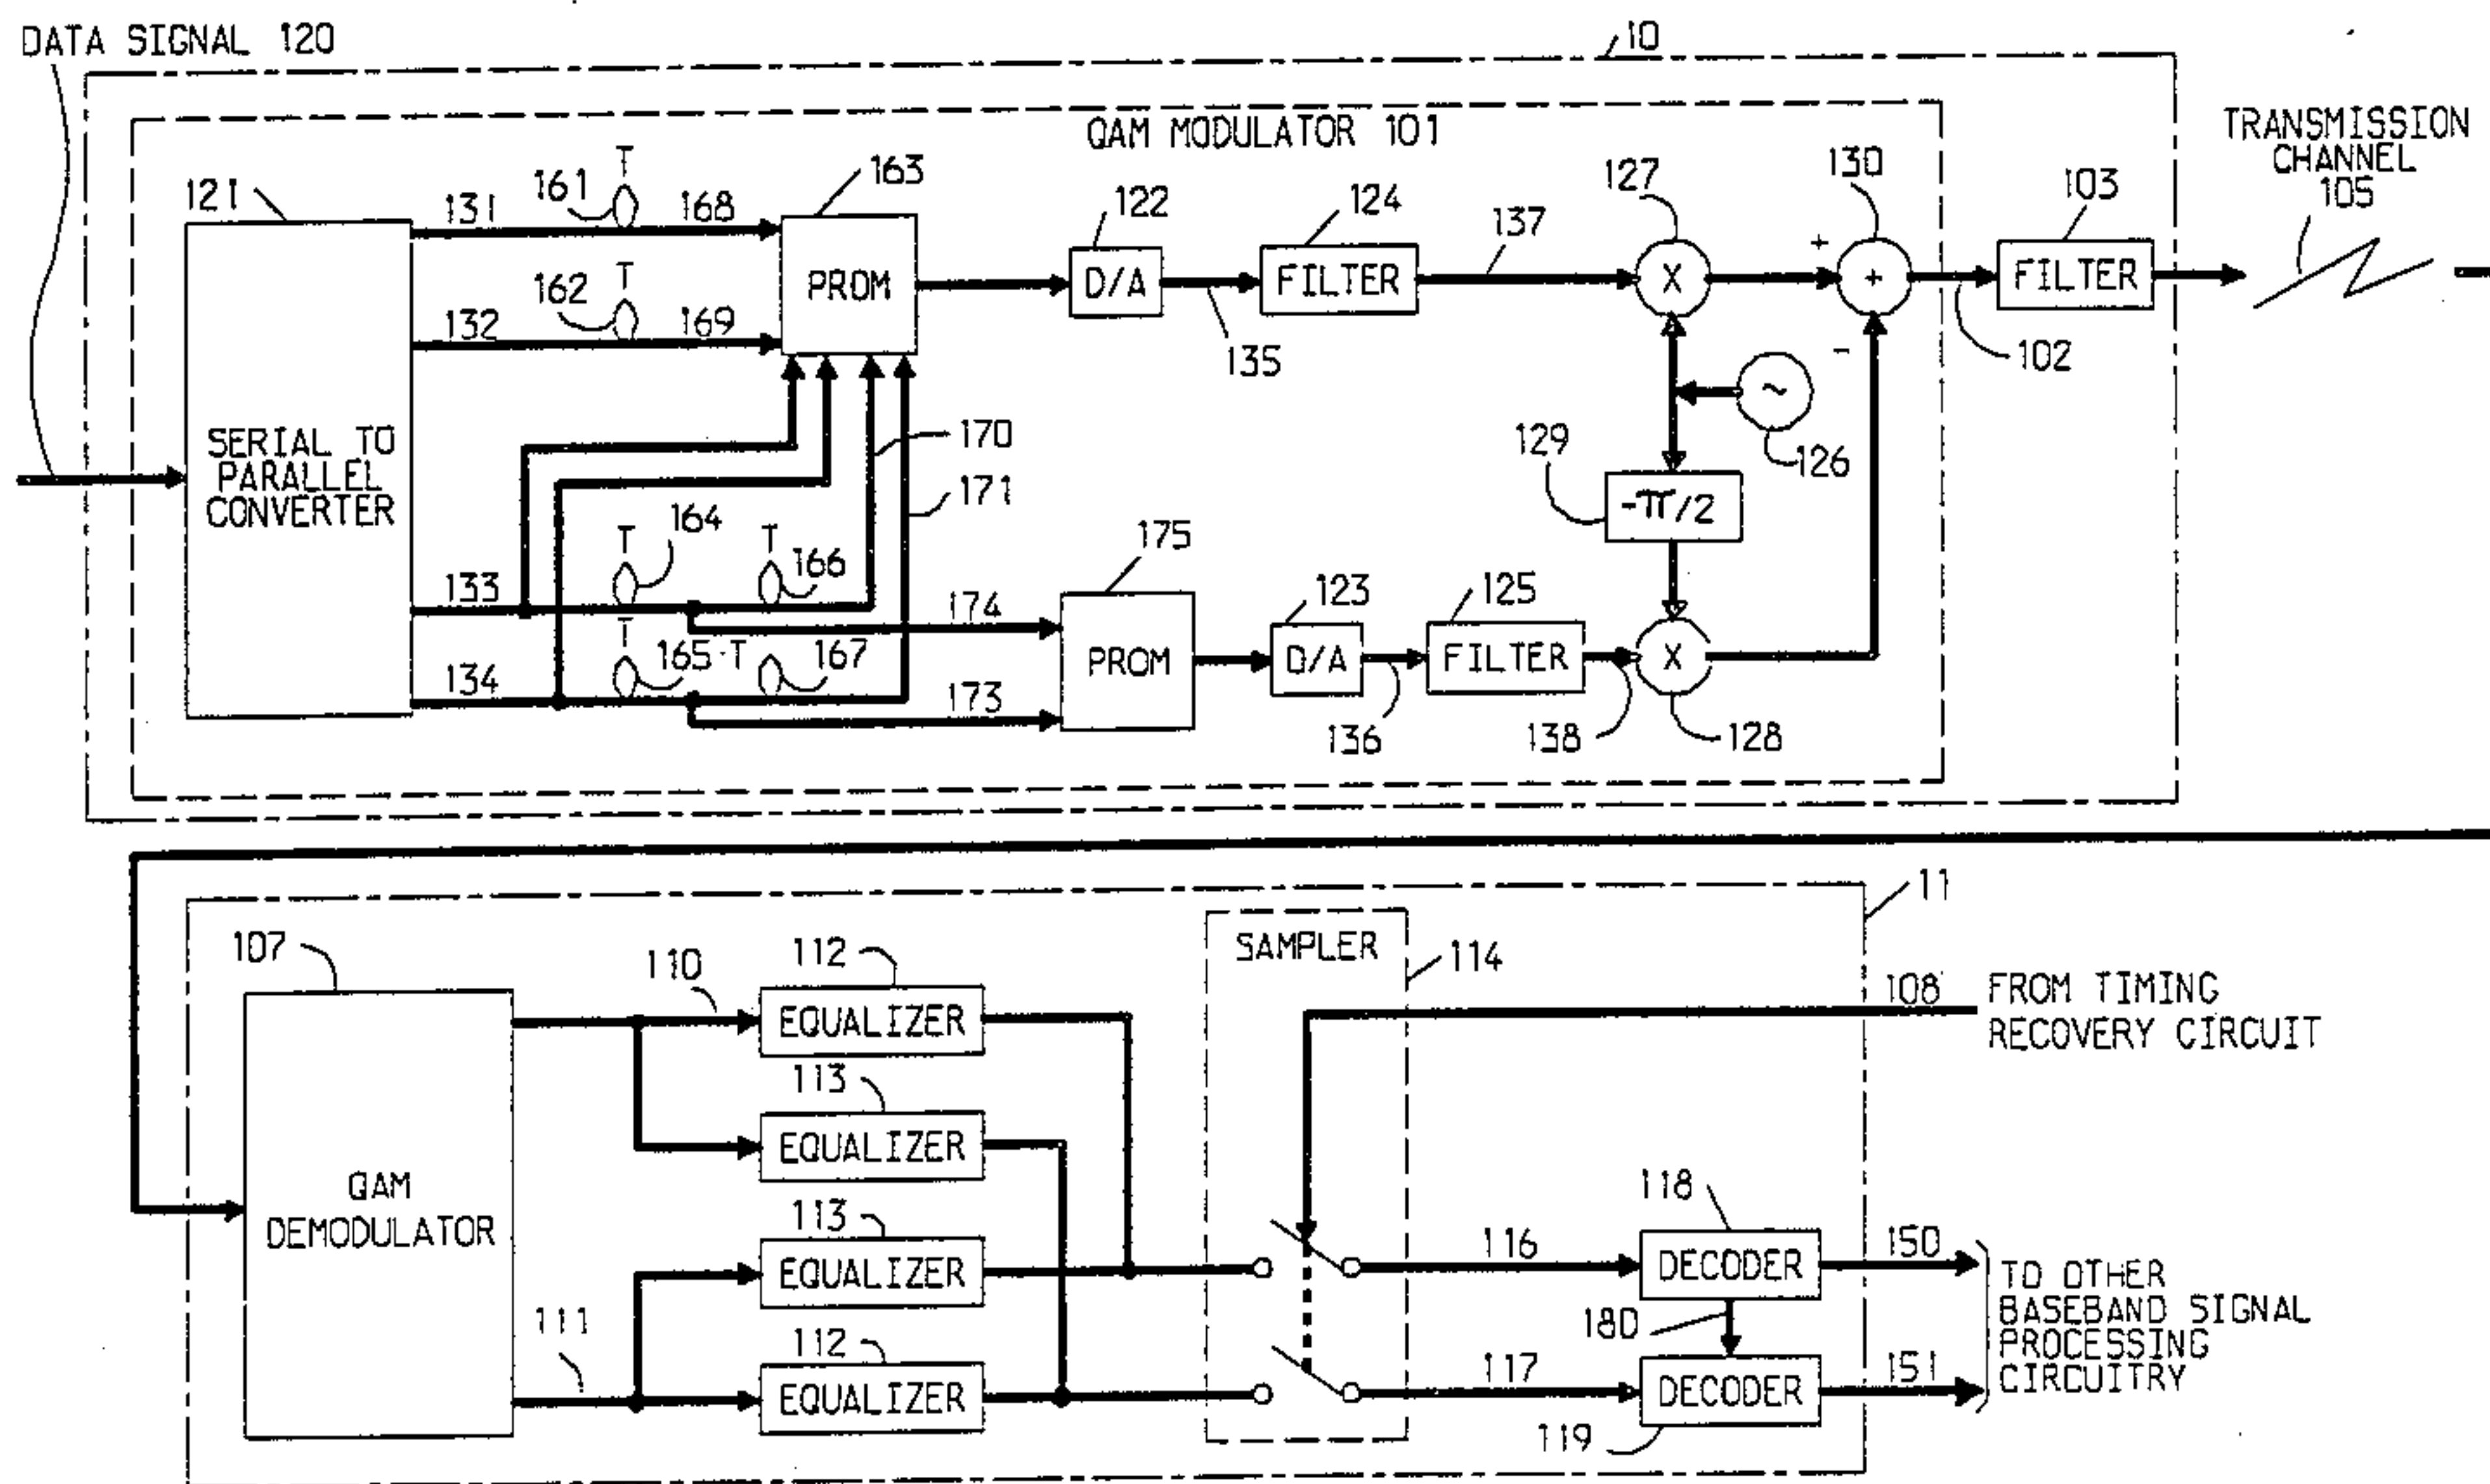 DATA SIGNAL 120
10
QAM MODULATOR 101
TRANSMISSION
CHANNEL
105
121
131
161
T
168
163
122
124
137
127
130
103
PROM
D/A
FILTER
X
+
+
FILTER
132
162
T
169
135
-
102
~
126
SERIAL TO
PARALLEL
CONVERTER
170
171
129
-π/2
133
T
164
T
166
174
175
123
125
PROM
D/A
FILTER
X
134
T
165
T
167
173
136
138
128
11
107
110
112
EQUALIZER
SAMPLER
114
108
FROM TIMING
RECOVERY CIRCUIT
113
EQUALIZER
QAM
DEMODULATOR
113
EQUALIZER
116
118
DECODER
150
180
TO OTHER
BASEBAND SIGNAL
PROCESSING
CIRCUITRY
111
112
EQUALIZER
117
DECODER
151
119